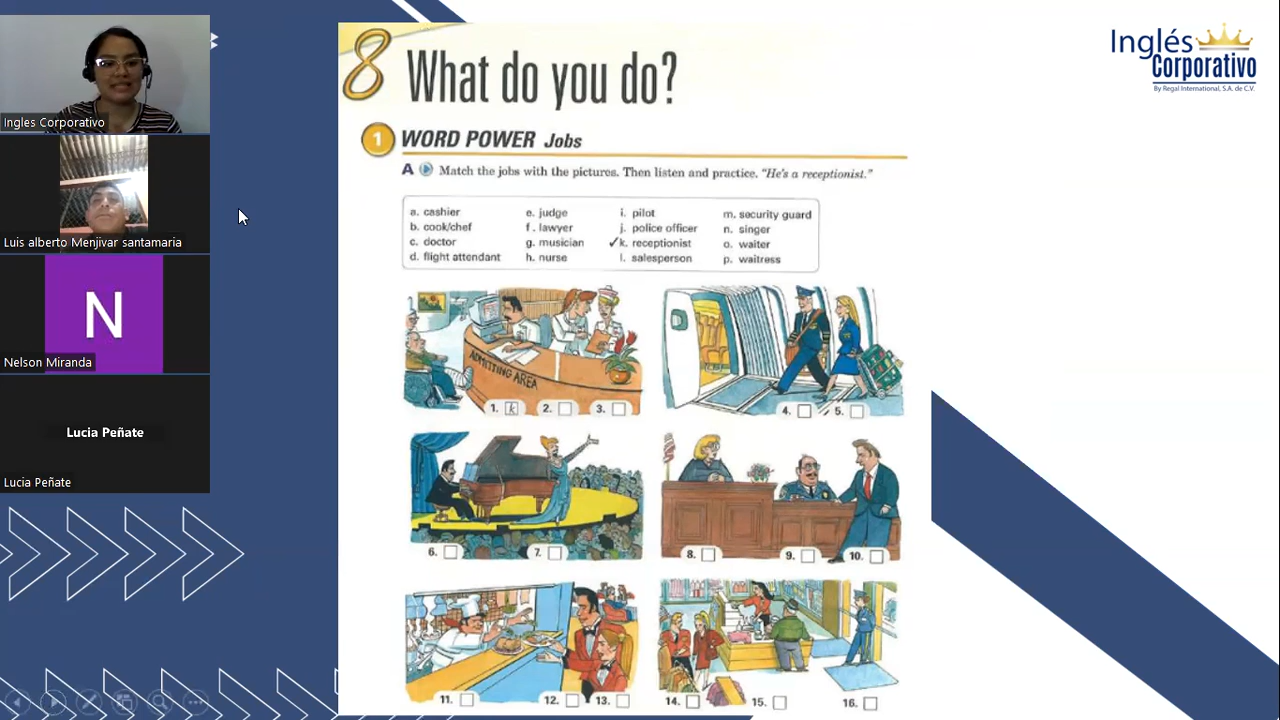 Ingles Corporativo
Luis alberto Menjivar santamaria
N
Nelson Miranda
Lucia Peñate
Lucia Peñate
Inglés
Corporativo
By Regal International, S.A. de C.V.
8 What do you do?
1 WORD POWER Jobs
A Match the jobs with the pictures. Then listen and practice. "He's a receptionist."
a. cashier e. judge i. pilot m. security guard
b. cook/chef f. lawyer j. police officer n. singer
c. doctor g. musician ✓k. receptionist o. waiter
d. flight attendant h. nurse l. salesperson p. waitress
ADMITTING AREA
1. k 2. 3. 4. 5.
6. 7. 8. 9. 10.
11. 12. 13. 14. 15. 16.